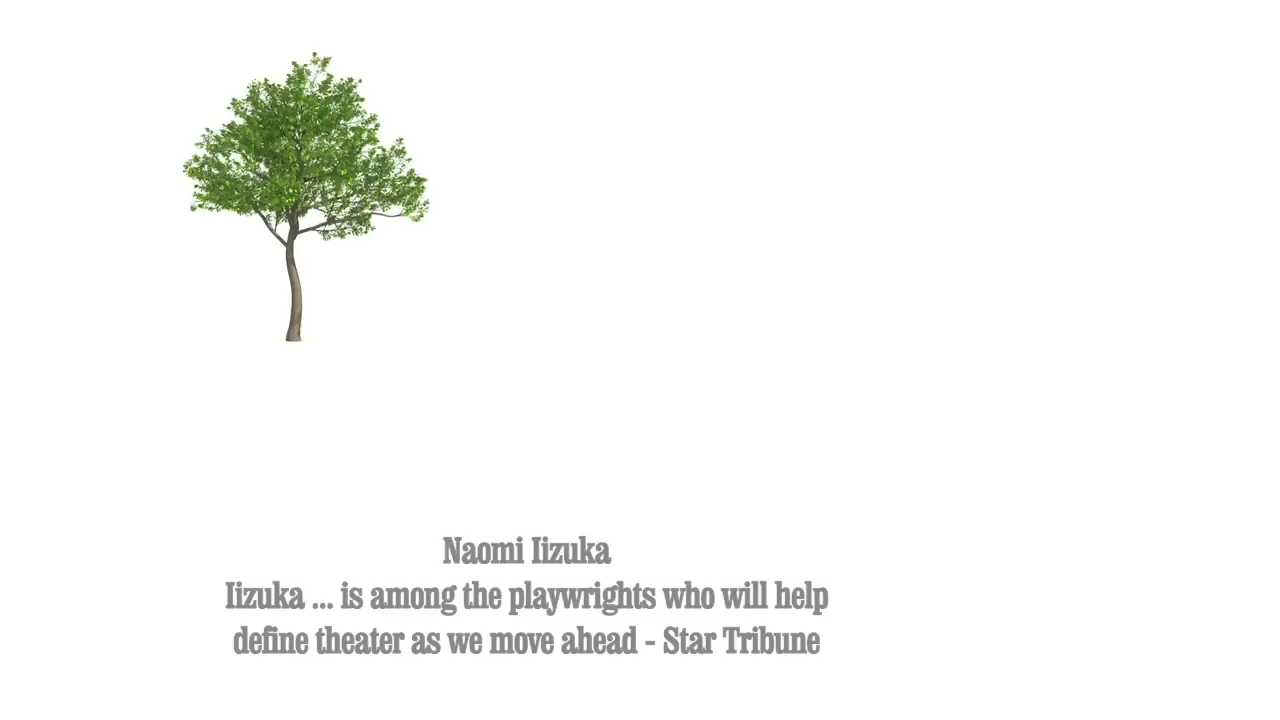 Naomi Iizuka
Iizuka ... is among the playwrights who will help
define theater as we move ahead - Star Tribune